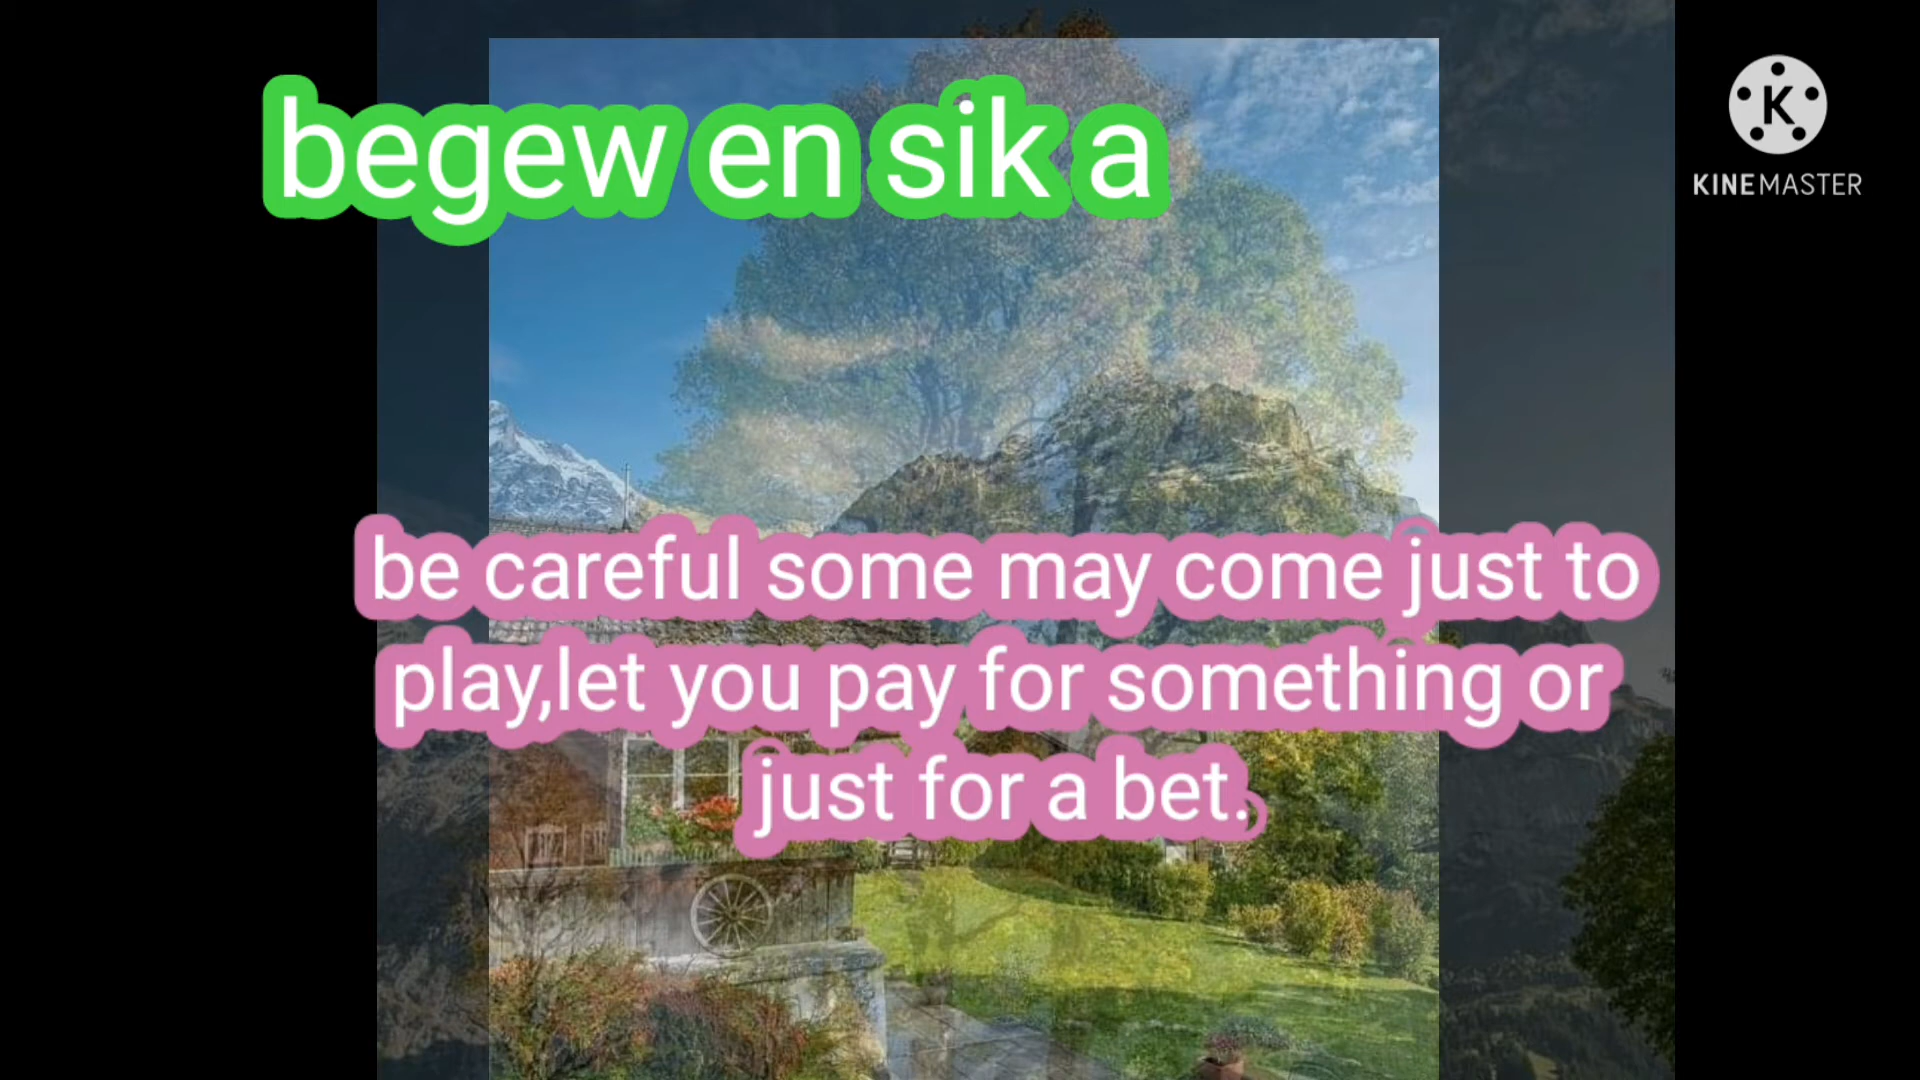 begew en sik a
K
KINEMASTER
be careful some may come just to
play,let you pay for something or
just for a bet.